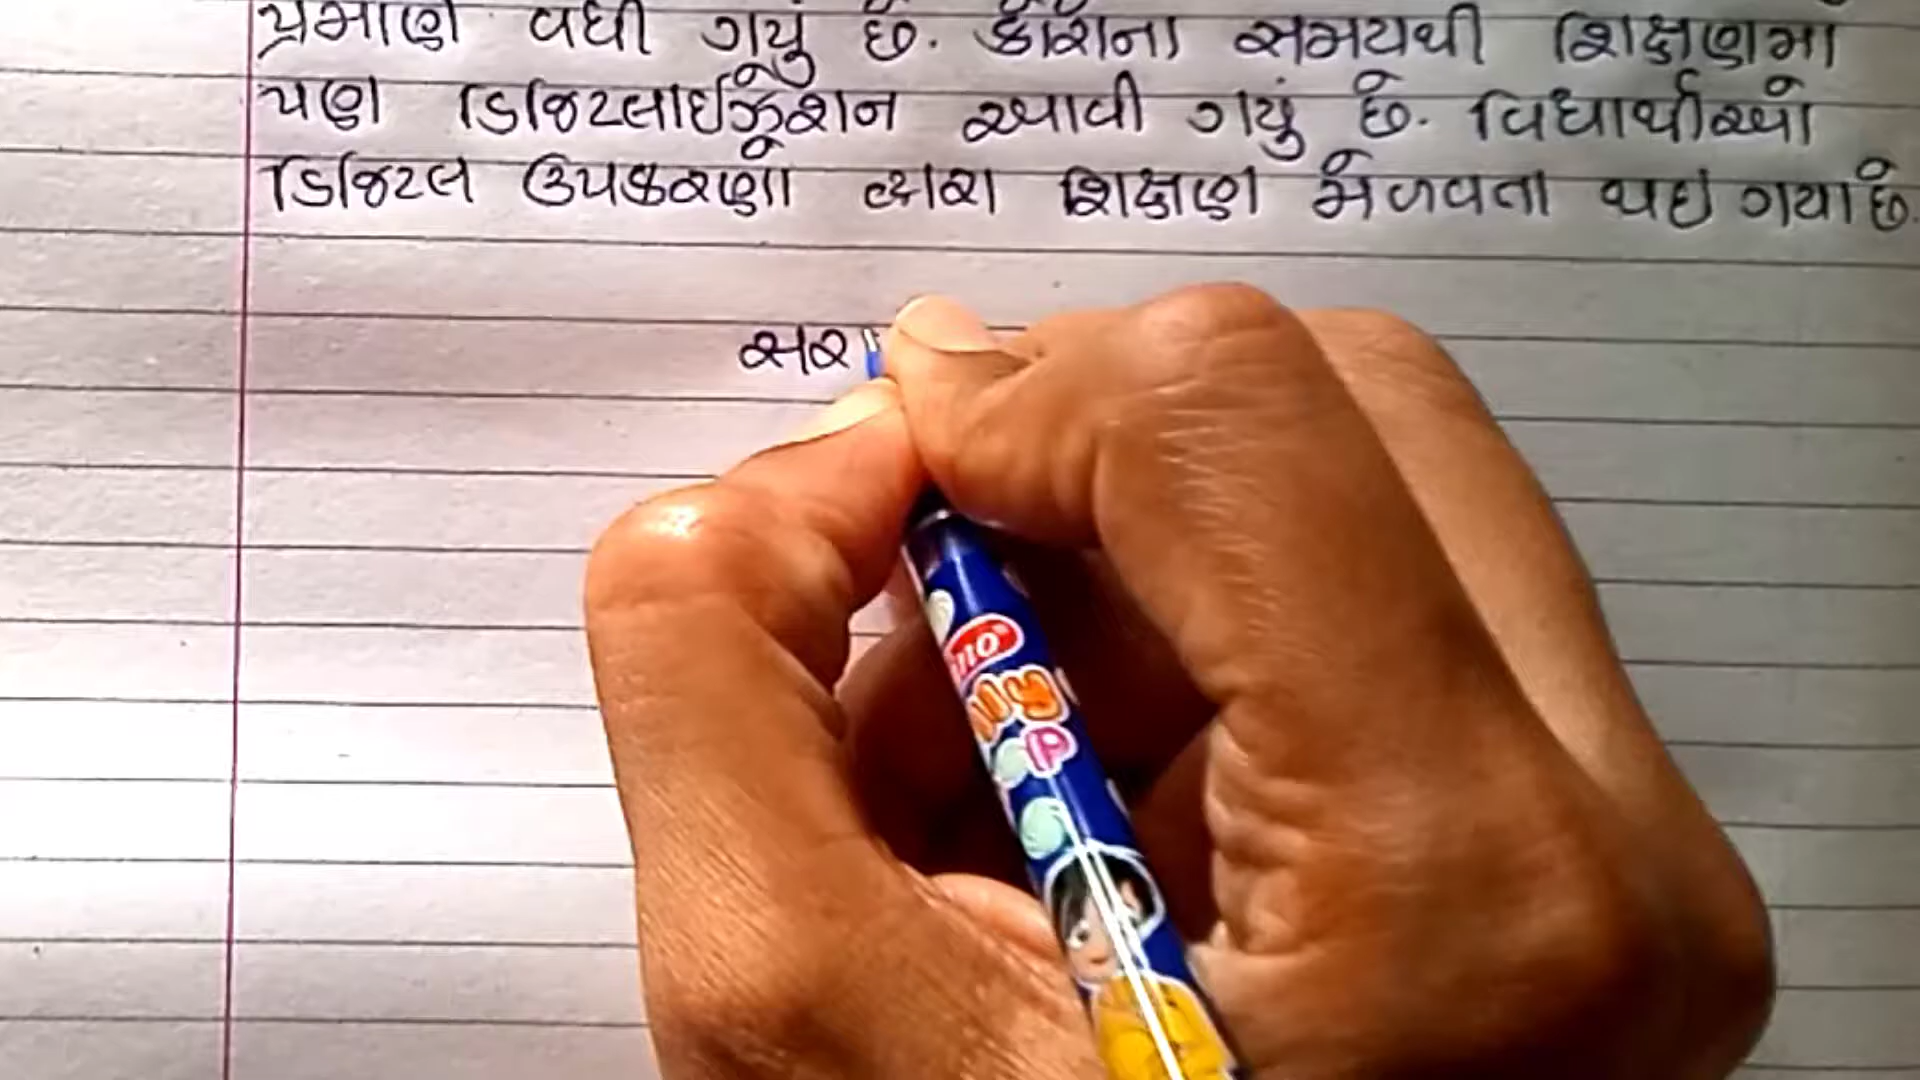 પ્રમાણ વધી ગયું છે. કોરોના સમયથી શિક્ષણમાં
પણ ડિજિટલાઈઝેશન આવી ગયું છે. વિધાર્થીઓ
ડિજિટલ ઉપકરણો દ્વારા શિક્ષણ મેળવતા થઇ ગયા છે.
સર